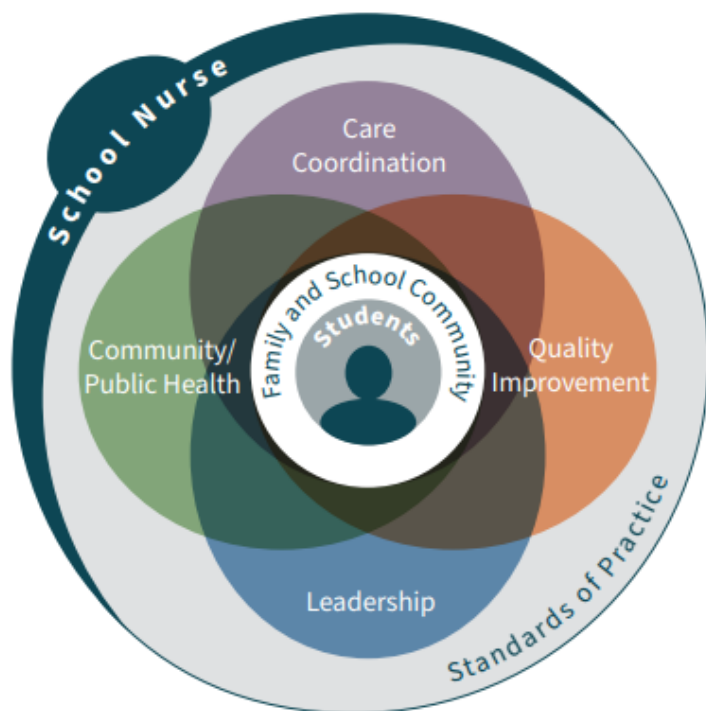 School Nurse
Care
Coordination
Family and School Community
Students
Community/
Public Health
Quality
Improvement
Leadership
Standards of Practice